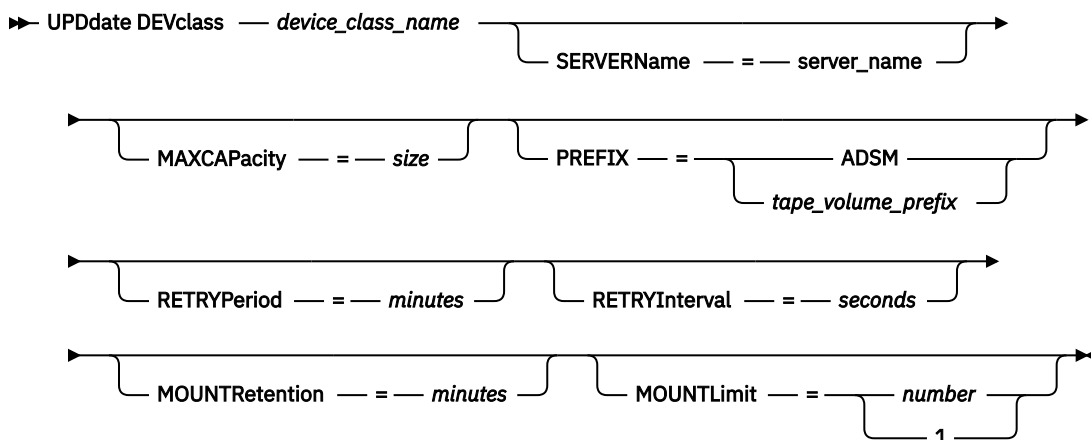 UPDdate DEVclass device_class_name
SERVERName = server_name
MAXCAPacity = size PREFIX = ADSM
tape_volume_prefix
RETRYPeriod = minutes RETRYInterval = seconds
MOUNTRetention = minutes MOUNTLimit = number
1